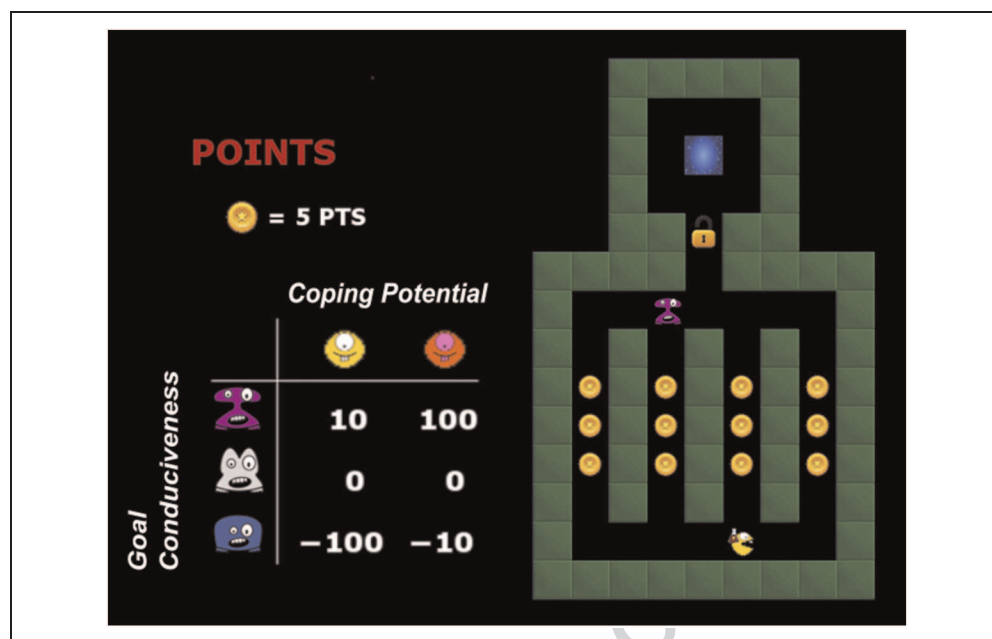 POINTS
= 5 PTS
Coping Potential
Goal
Conduciveness
10 100
0 0
−100 −10